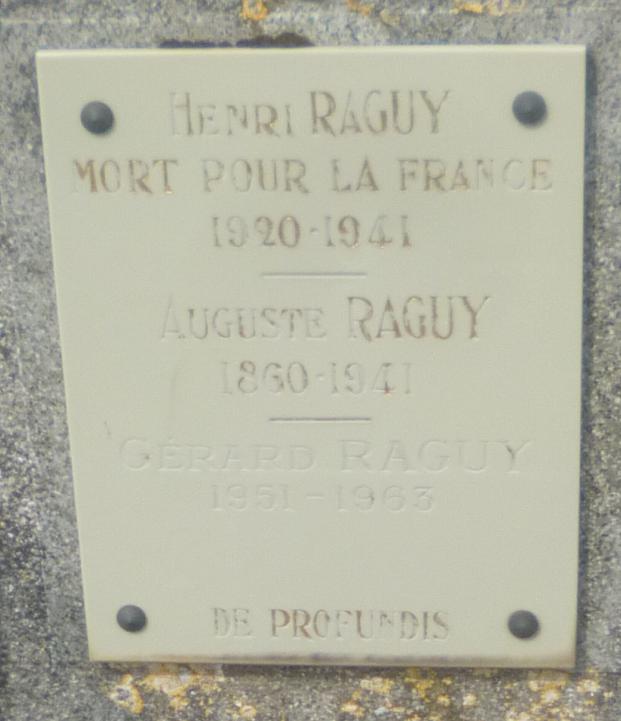 HENRI RAGUY
MORT POUR LA FRANCE
1920-1941
AUGUSTE RAGUY
1860-1941
GÉRARD RAGUY
1951-1963
DE PROFUNDIS